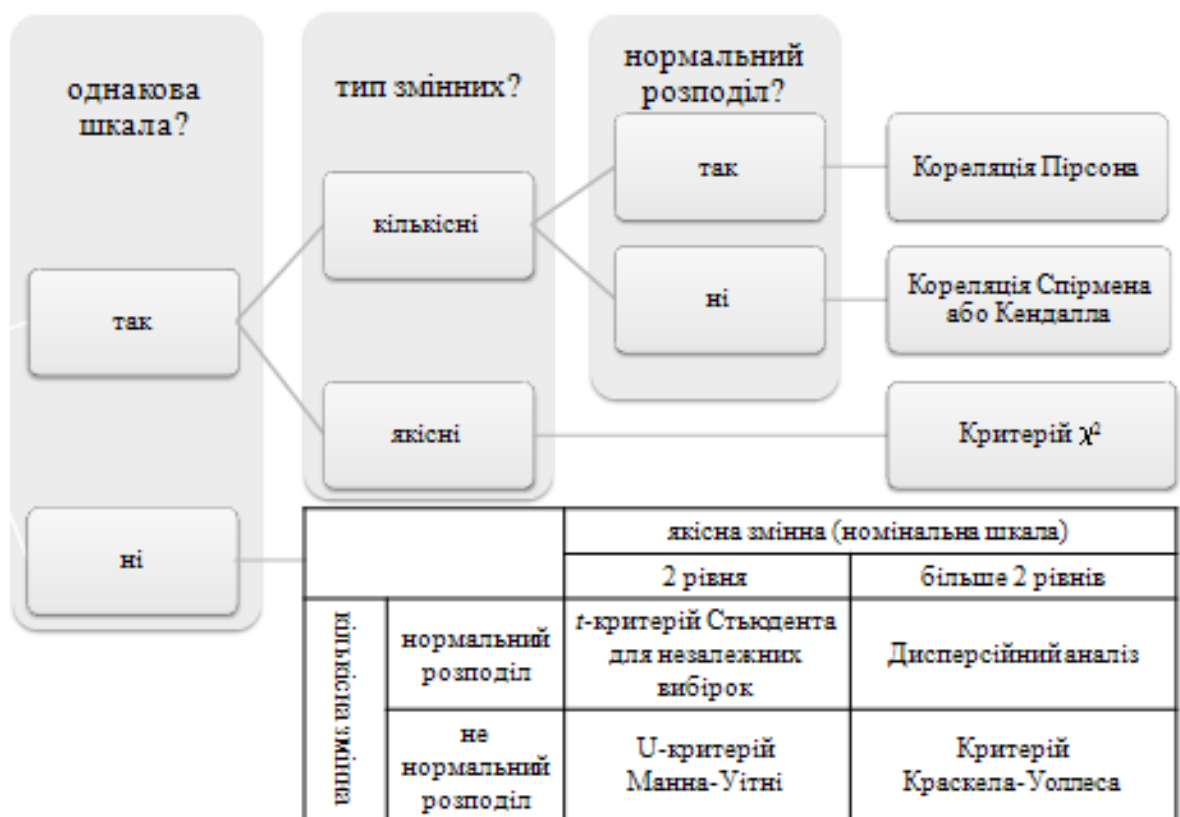 однакова
шкала?
тип змінних?
нормальний
розподіл?
так
Кореляція Пірсона
кількісні
ні
Кореляція Спірмена
або Кендалла
так
якісні
Критерій χ²
ні
якісна змінна (номінальна шкала)
2 рівня
більше 2 рівнів
кількісна змінна
нормальний
розподіл
t-критерій Стьюдента
для незалежних
вибірок
Дисперсійний аналіз
не
нормальний
розподіл
U-критерій
Манна-Уітні
Критерій
Краскела-Уоллеса